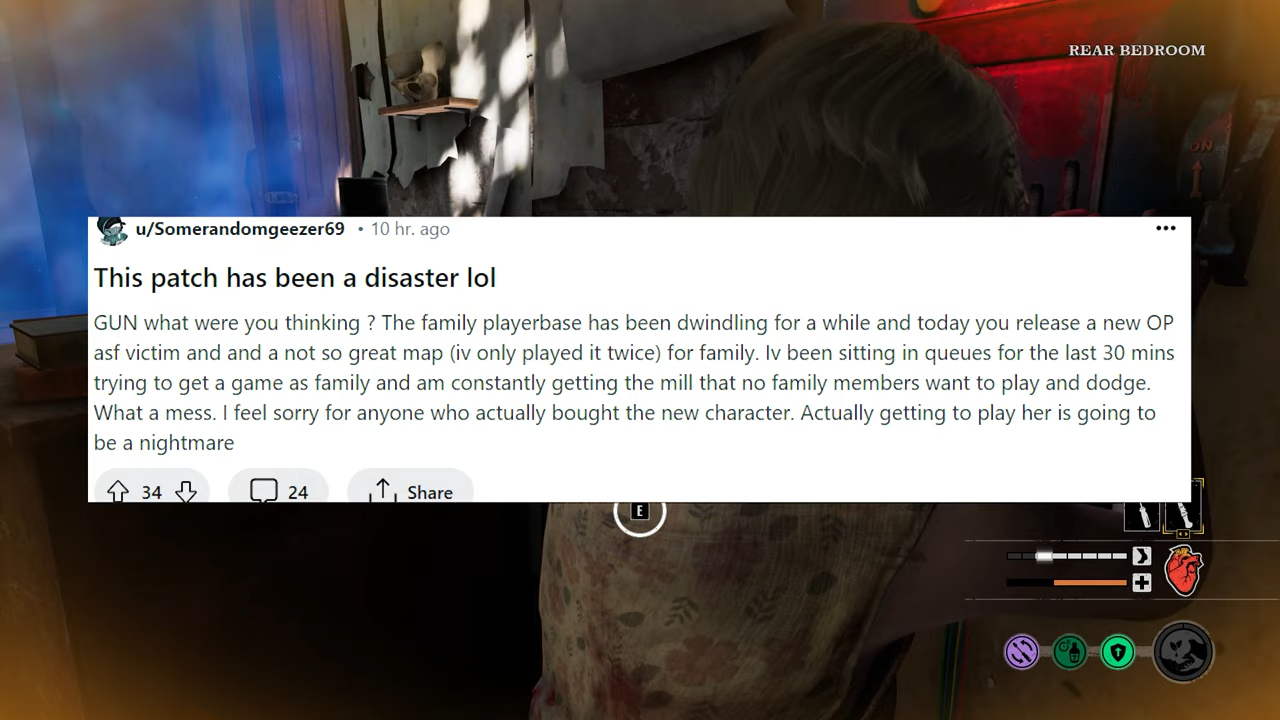 REAR BEDROOM
ON
u/Somerandomgeezer69 • 10 hr. ago
This patch has been a disaster lol
GUN what were you thinking ? The family playerbase has been dwindling for a while and today you release a new OP
asf victim and and a not so great map (iv only played it twice) for family. Iv been sitting in queues for the last 30 mins
trying to get a game as family and am constantly getting the mill that no family members want to play and dodge.
What a mess. I feel sorry for anyone who actually bought the new character. Actually getting to play her is going to
be a nightmare
34 24 Share
E